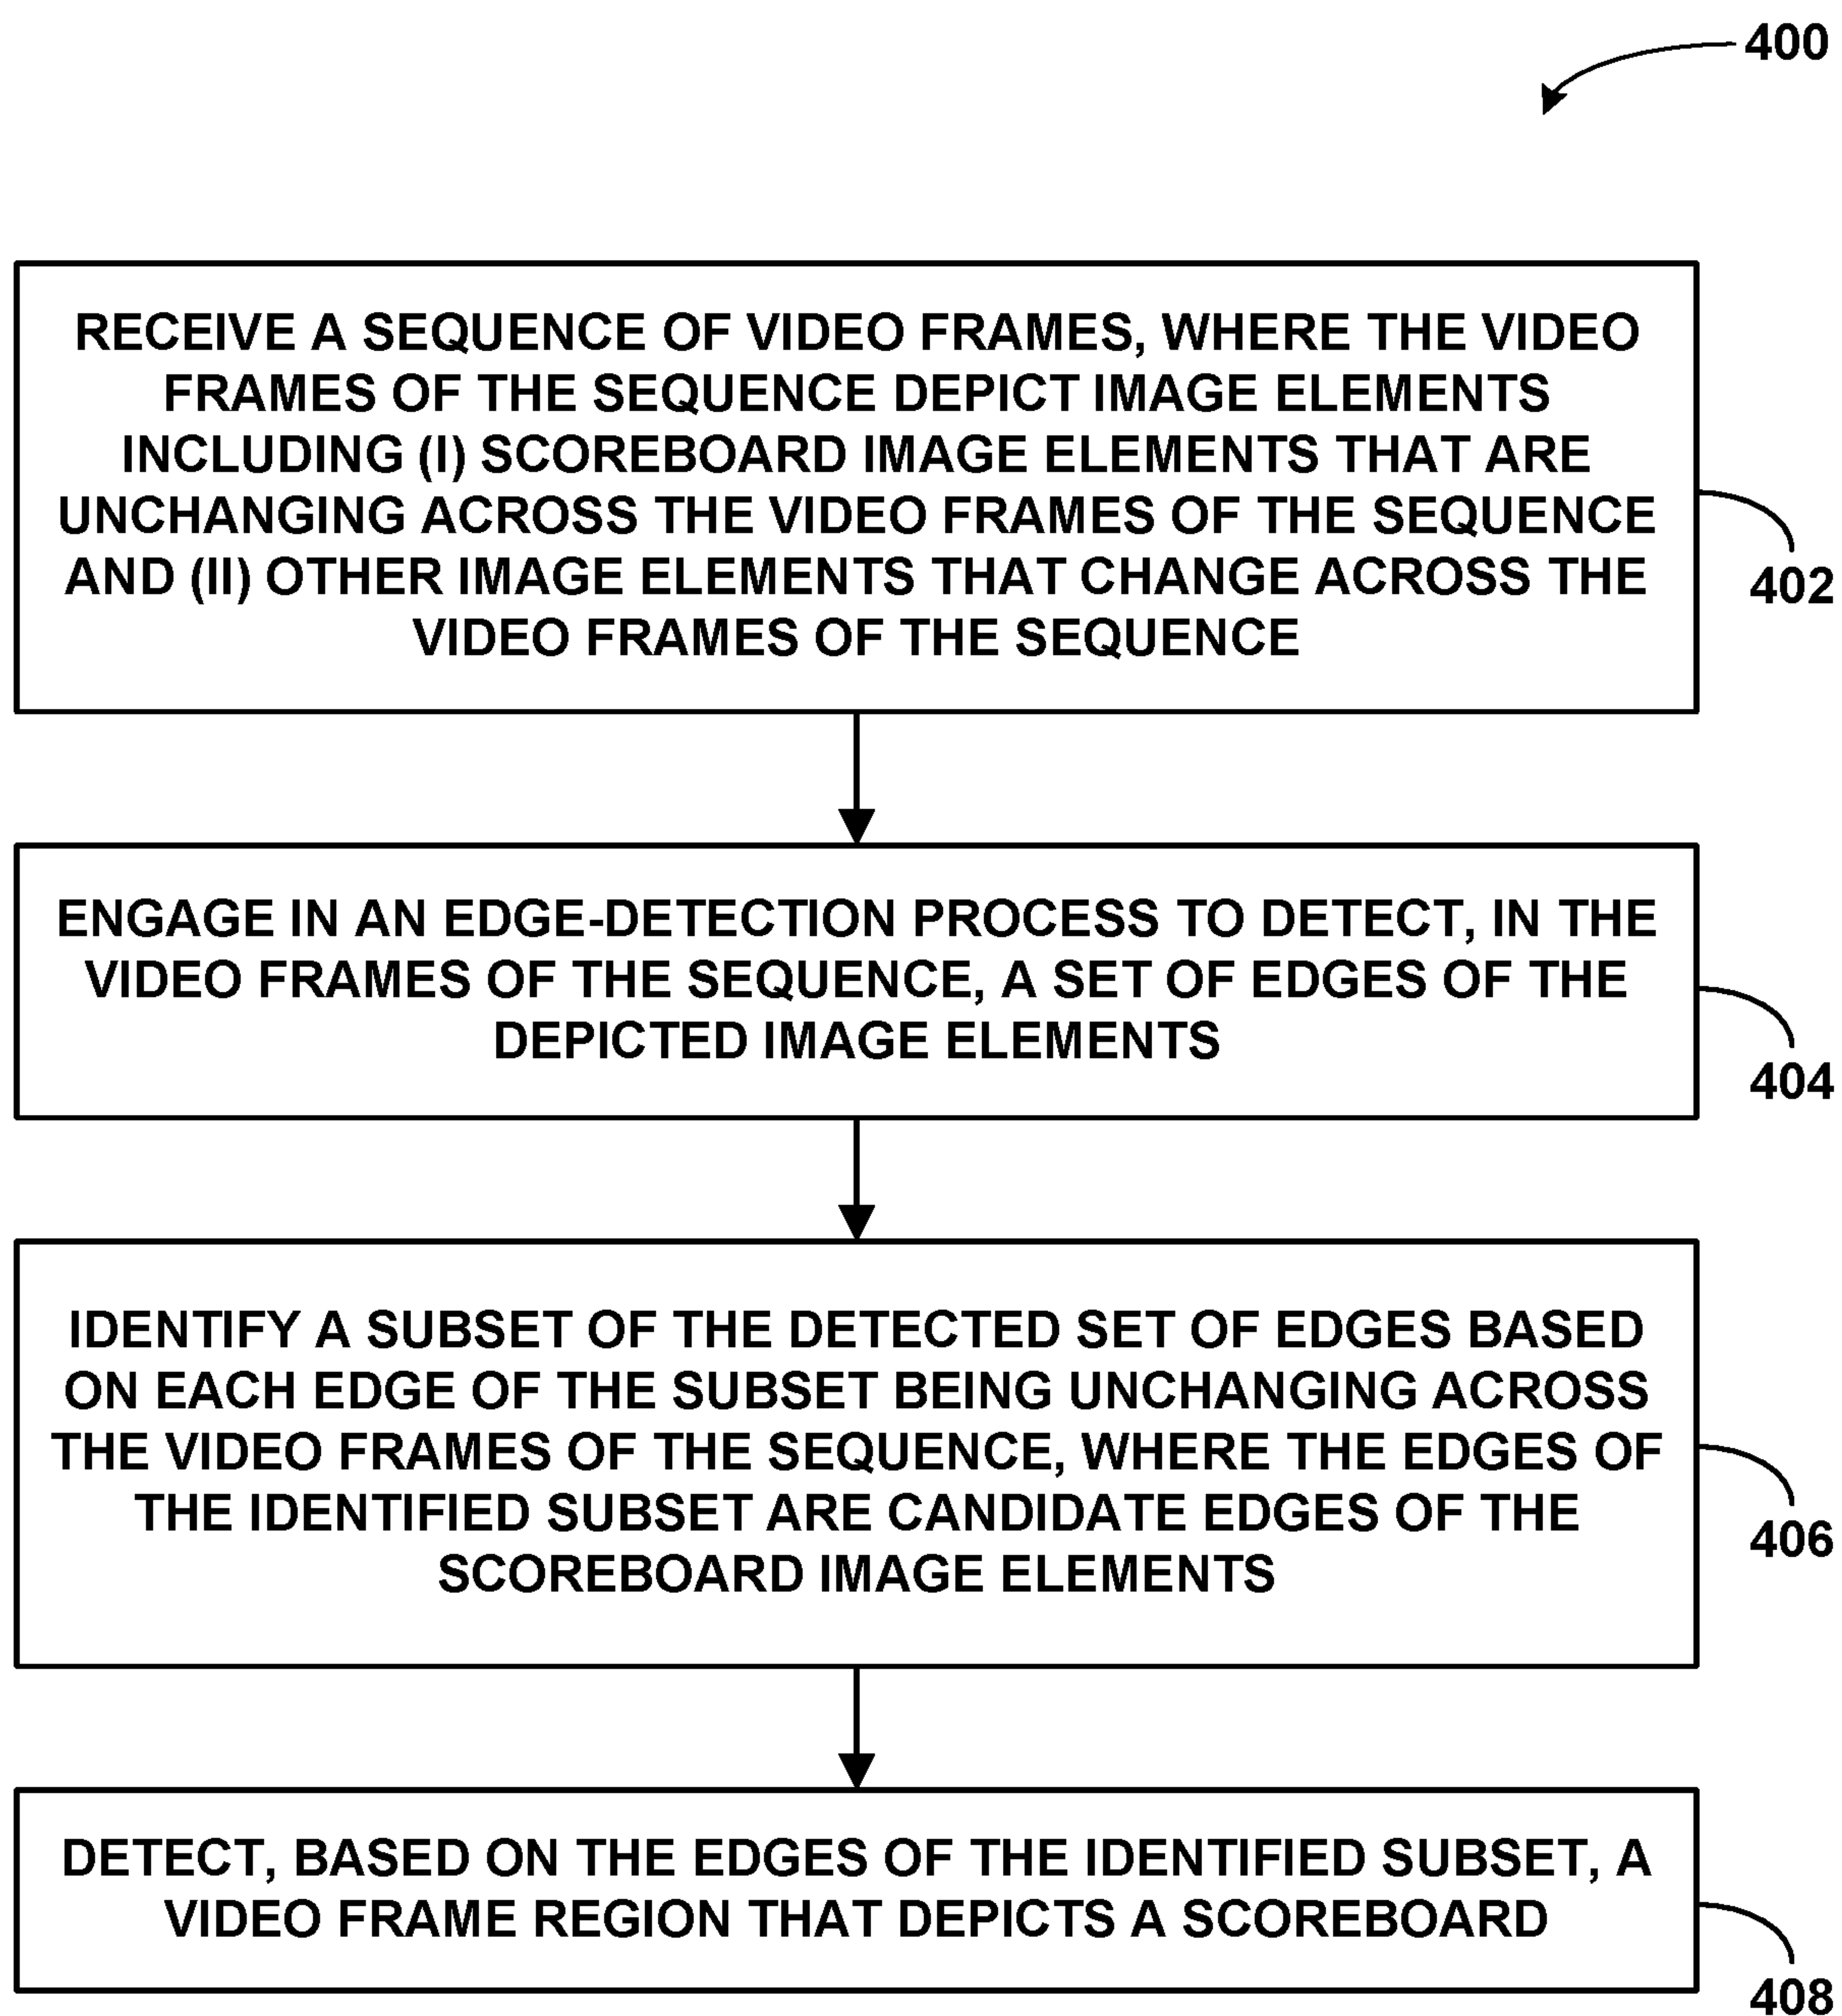 400
RECEIVE A SEQUENCE OF VIDEO FRAMES, WHERE THE VIDEO
FRAMES OF THE SEQUENCE DEPICT IMAGE ELEMENTS
INCLUDING (I) SCOREBOARD IMAGE ELEMENTS THAT ARE
UNCHANGING ACROSS THE VIDEO FRAMES OF THE SEQUENCE
AND (II) OTHER IMAGE ELEMENTS THAT CHANGE ACROSS THE
VIDEO FRAMES OF THE SEQUENCE
402
ENGAGE IN AN EDGE-DETECTION PROCESS TO DETECT, IN THE
VIDEO FRAMES OF THE SEQUENCE, A SET OF EDGES OF THE
DEPICTED IMAGE ELEMENTS
404
IDENTIFY A SUBSET OF THE DETECTED SET OF EDGES BASED
ON EACH EDGE OF THE SUBSET BEING UNCHANGING ACROSS
THE VIDEO FRAMES OF THE SEQUENCE, WHERE THE EDGES OF
THE IDENTIFIED SUBSET ARE CANDIDATE EDGES OF THE
SCOREBOARD IMAGE ELEMENTS
406
DETECT, BASED ON THE EDGES OF THE IDENTIFIED SUBSET, A
VIDEO FRAME REGION THAT DEPICTS A SCOREBOARD
408